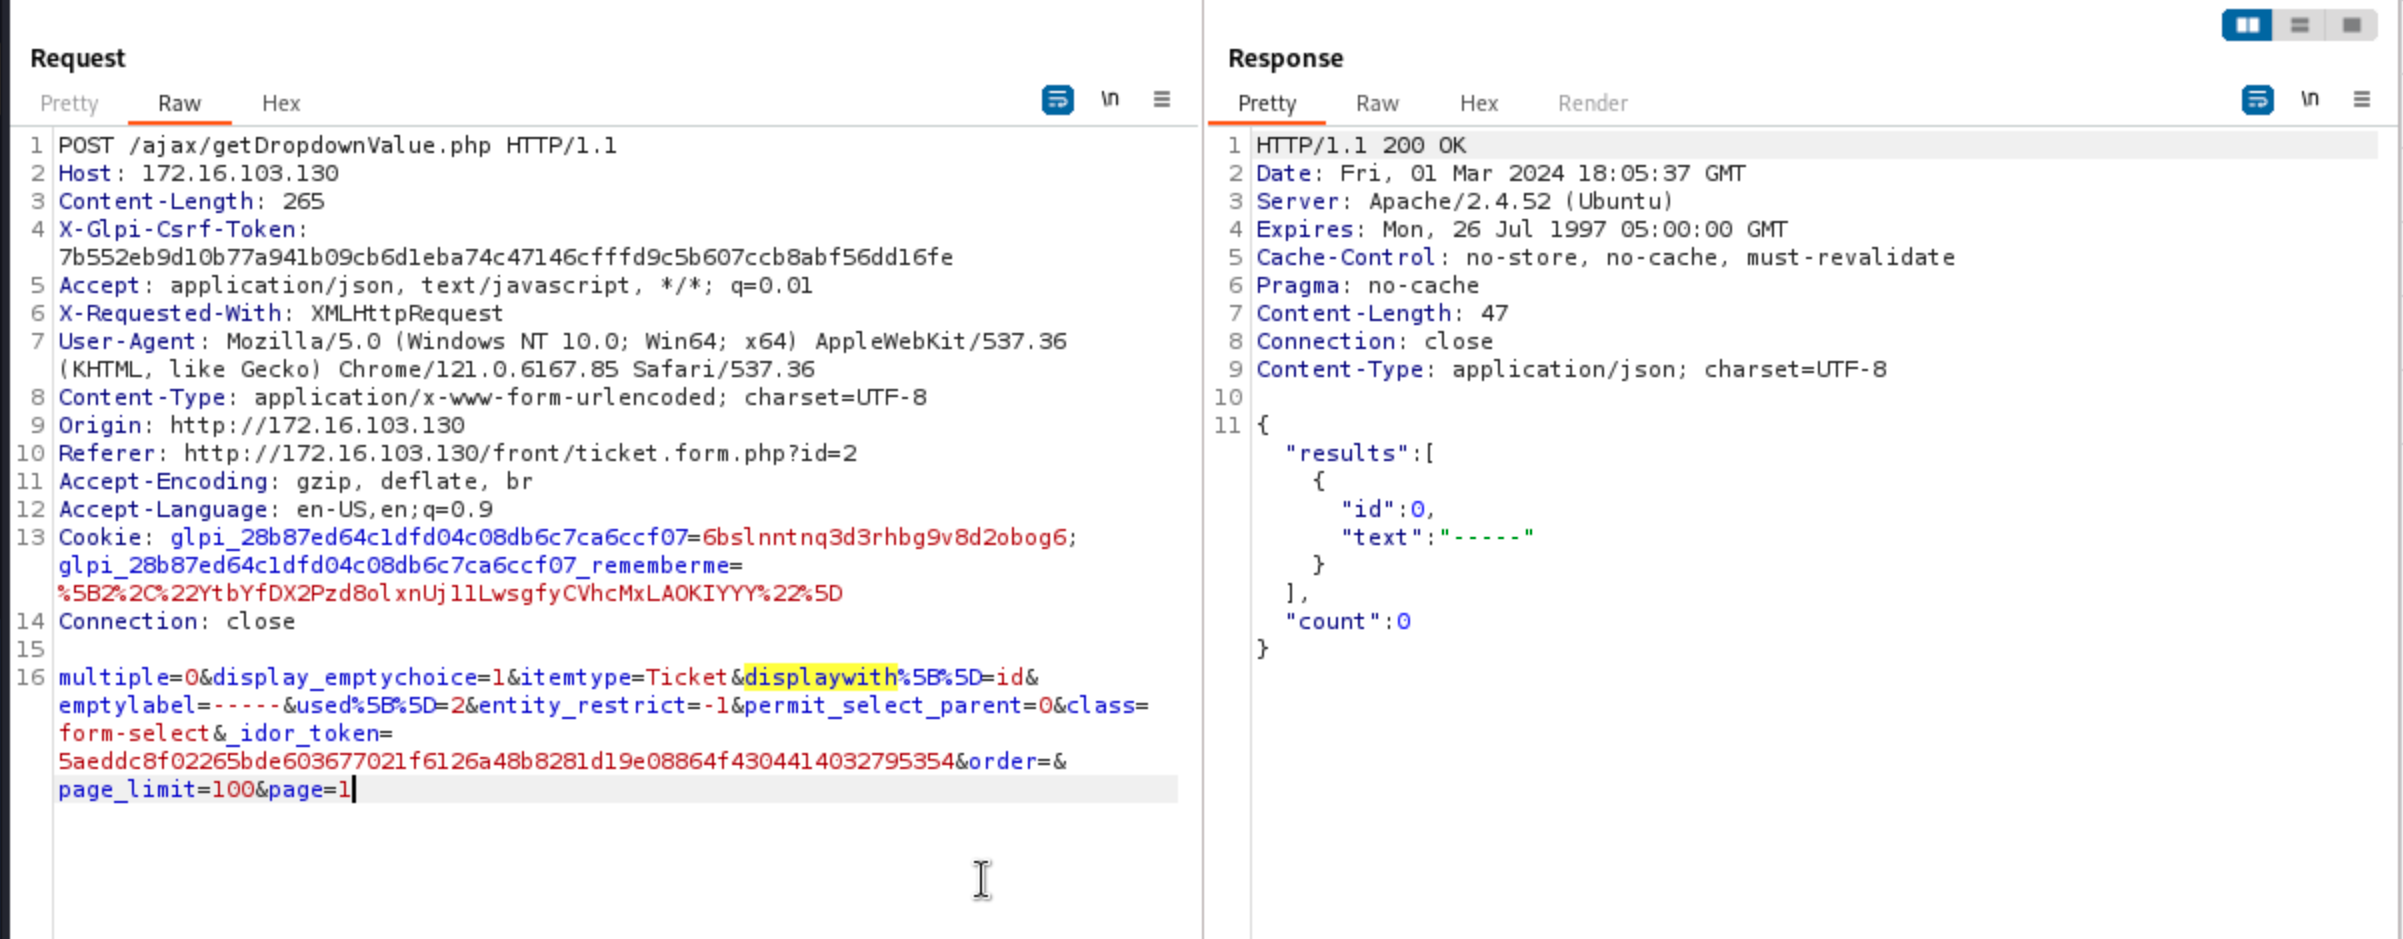 Request
Pretty Raw Hex \n
1 POST /ajax/getDropdownValue.php HTTP/1.1
2 Host: 172.16.103.130
3 Content-Length: 265
4 X-Glpi-Csrf-Token:
7b552eb9d10b77a941b09cb6d1eba74c47146cfffd9c5b607ccb8abf56dd16fe
5 Accept: application/json, text/javascript, */*; q=0.01
6 X-Requested-With: XMLHttpRequest
7 User-Agent: Mozilla/5.0 (Windows NT 10.0; Win64; x64) AppleWebKit/537.36
(KHTML, like Gecko) Chrome/121.0.6167.85 Safari/537.36
8 Content-Type: application/x-www-form-urlencoded; charset=UTF-8
9 Origin: http://172.16.103.130
10 Referer: http://172.16.103.130/front/ticket.form.php?id=2
11 Accept-Encoding: gzip, deflate, br
12 Accept-Language: en-US,en;q=0.9
13 Cookie: glpi_28b87ed64c1dfd04c08db6c7ca6ccf07=6bslnntnq3d3rhbg9v8d2obog6;
glpi_28b87ed64c1dfd04c08db6c7ca6ccf07_rememberme=
%5B2%2C%22YtbYfDX2Pzd8olxnUj11LwsgfyCVhcMxLAOKIYYY%22%5D
14 Connection: close
15
16 multiple=0&display_emptychoice=1&itemtype=Ticket&displaywith%5B%5D=id&
emptylabel=-----&used%5B%5D=2&entity_restrict=-1&permit_select_parent=0&class=
form-select&_idor_token=
5aeddc8f02265bde603677021f6126a48b8281d19e08864f4304414032795354&order=&
page_limit=100&page=1
Response
Pretty Raw Hex Render \n
1 HTTP/1.1 200 OK
2 Date: Fri, 01 Mar 2024 18:05:37 GMT
3 Server: Apache/2.4.52 (Ubuntu)
4 Expires: Mon, 26 Jul 1997 05:00:00 GMT
5 Cache-Control: no-store, no-cache, must-revalidate
6 Pragma: no-cache
7 Content-Length: 47
8 Connection: close
9 Content-Type: application/json; charset=UTF-8
10
11 {
"results":[
{
"id":0,
"text":"-----"
}
],
"count":0
}